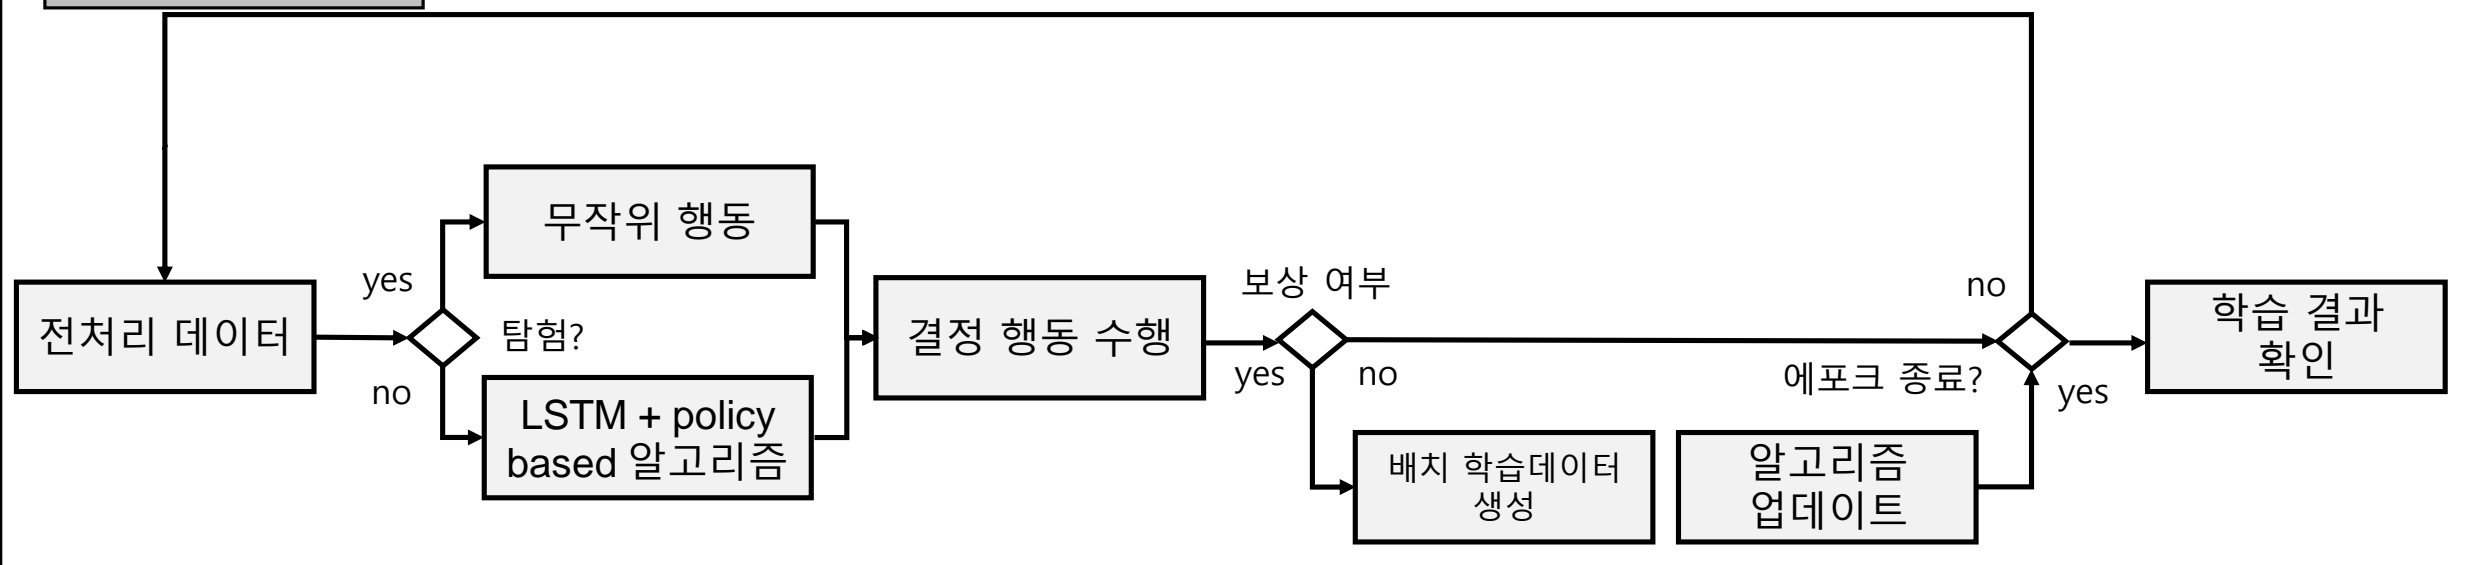 전처리 데이터
yes
no
탐험?
무작위 행동
LSTM + policy
based 알고리즘
결정 행동 수행
보상 여부
yes
no
배치 학습데이터
생성
알고리즘
업데이트
에포크 종료?
no
yes
학습 결과
확인